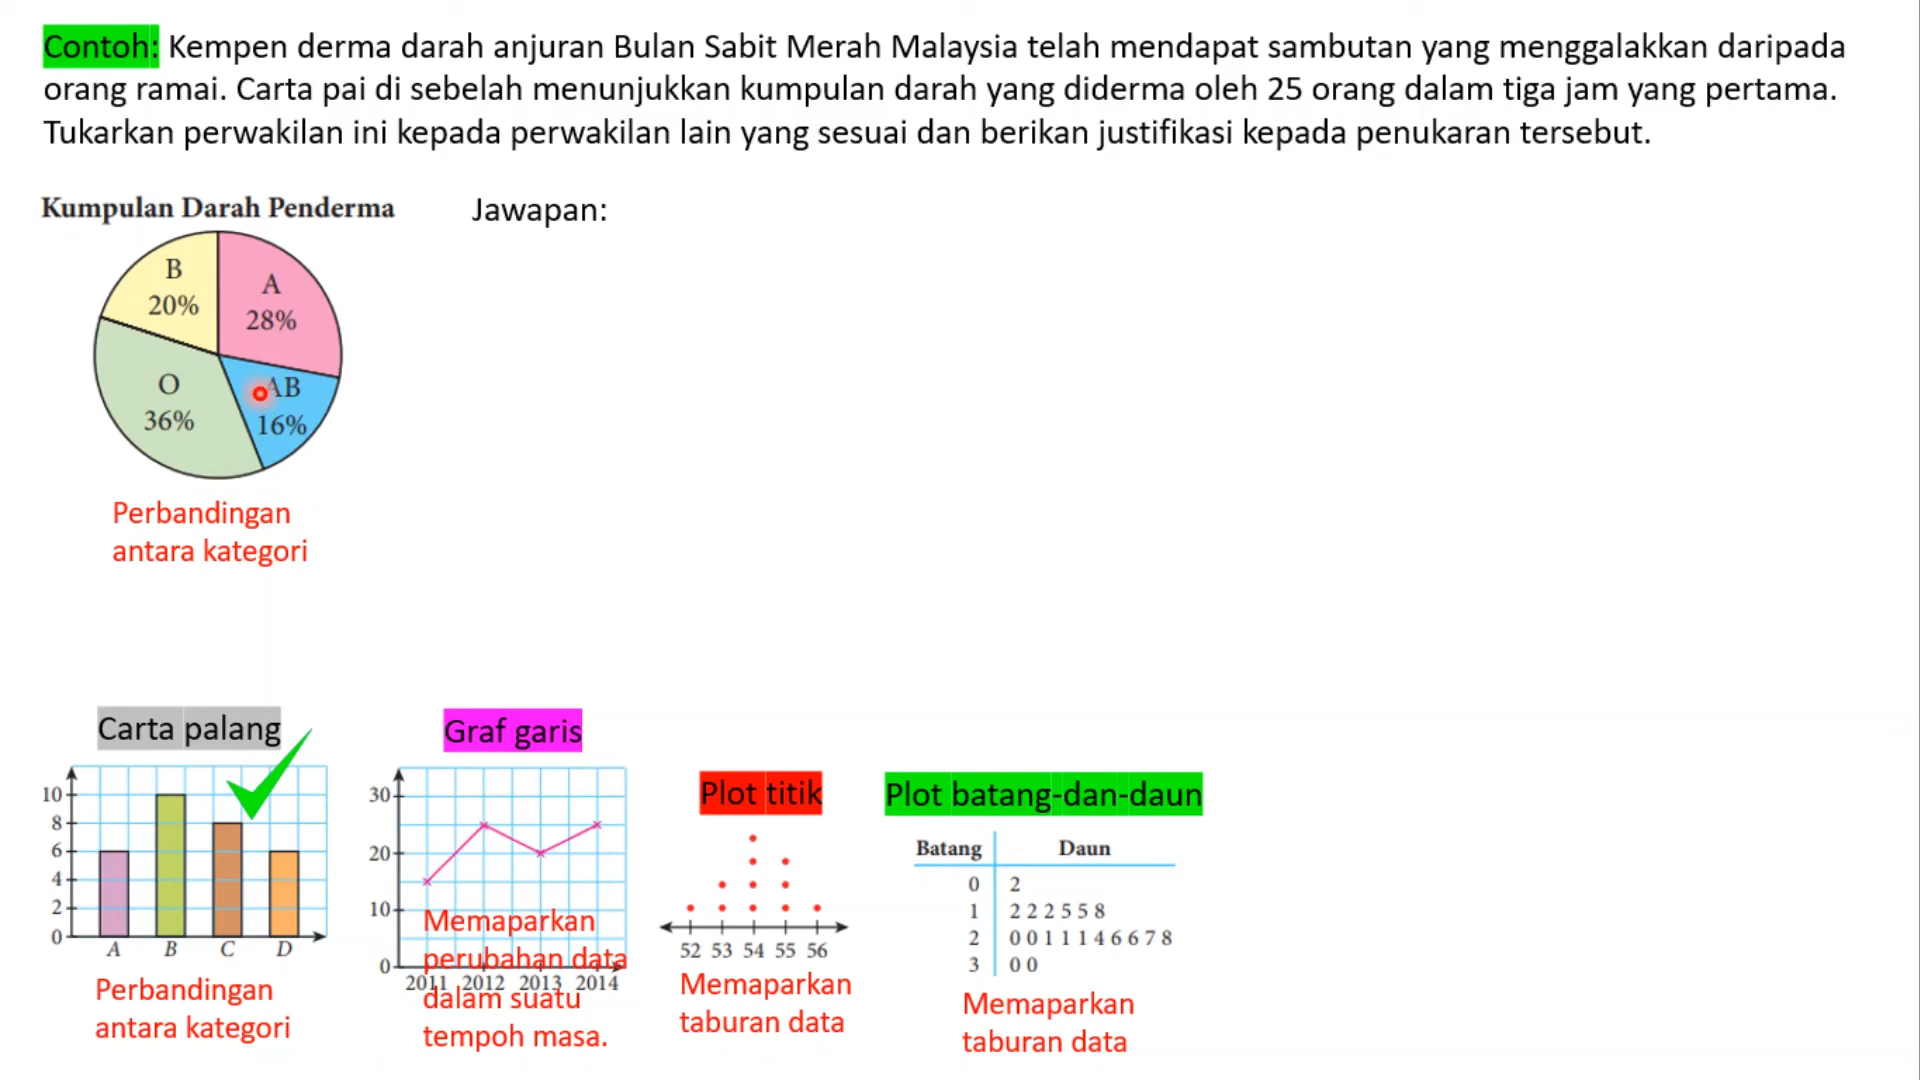 Contoh: Kempen derma darah anjuran Bulan Sabit Merah Malaysia telah mendapat sambutan yang menggalakkan daripada
orang ramai. Carta pai di sebelah menunjukkan kumpulan darah yang diderma oleh 25 orang dalam tiga jam yang pertama.
Tukarkan perwakilan ini kepada perwakilan lain yang sesuai dan berikan justifikasi kepada penukaran tersebut.
Kumpulan Darah Penderma
Jawapan:
B
20%
A
28%
O
36%
AB
16%
Perbandingan
antara kategori
Carta palang
10
8
6
4
2
0
A B C D
Perbandingan
antara kategori
Graf garis
30
20
10
0
2011 2012 2013 2014
Memaparkan
perubahan data
dalam suatu
tempoh masa.
Plot titik
52 53 54 55 56
Memaparkan
taburan data
Plot batang-dan-daun
Batang Daun
0 2
1 2 2 2 5 5 8
2 0 0 1 1 1 4 6 6 7 8
3 0 0
Memaparkan
taburan data